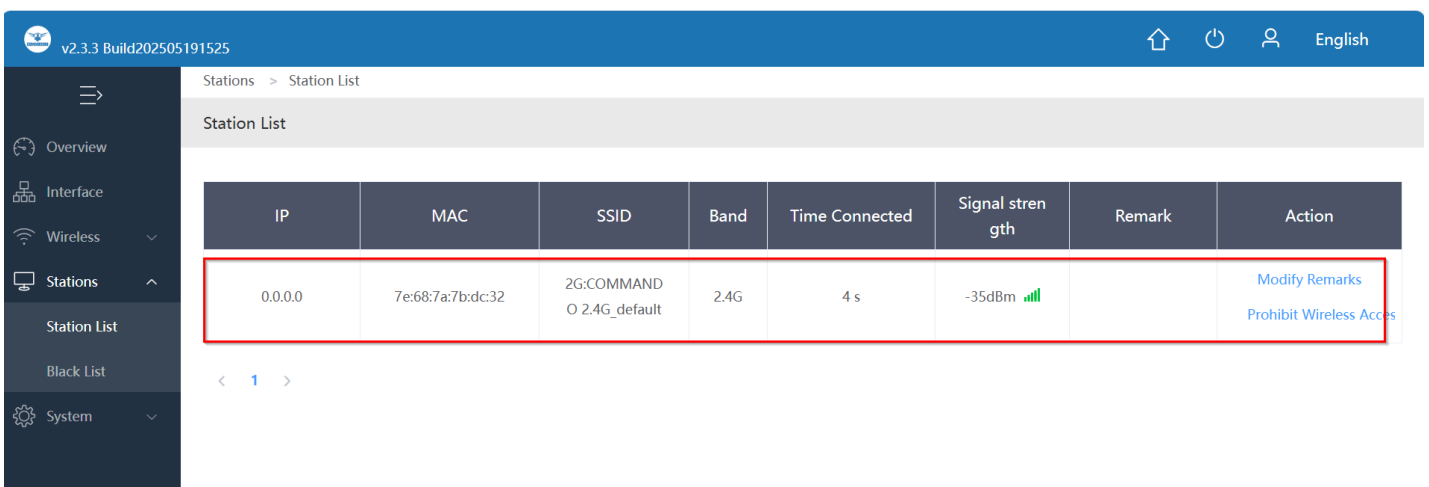 v2.3.3 Build202505191525
English
Stations > Station List
Station List
Overview
Interface
Wireless
Stations
Station List
Black List
System
IP MAC SSID Band Time Connected Signal stren
gth Remark Action
0.0.0.0 7e:68:7a:7b:dc:32 2G:COMMAND
O 2.4G_default 2.4G 4 s -35dBm Modify Remarks
Prohibit Wireless Acces
< 1 >